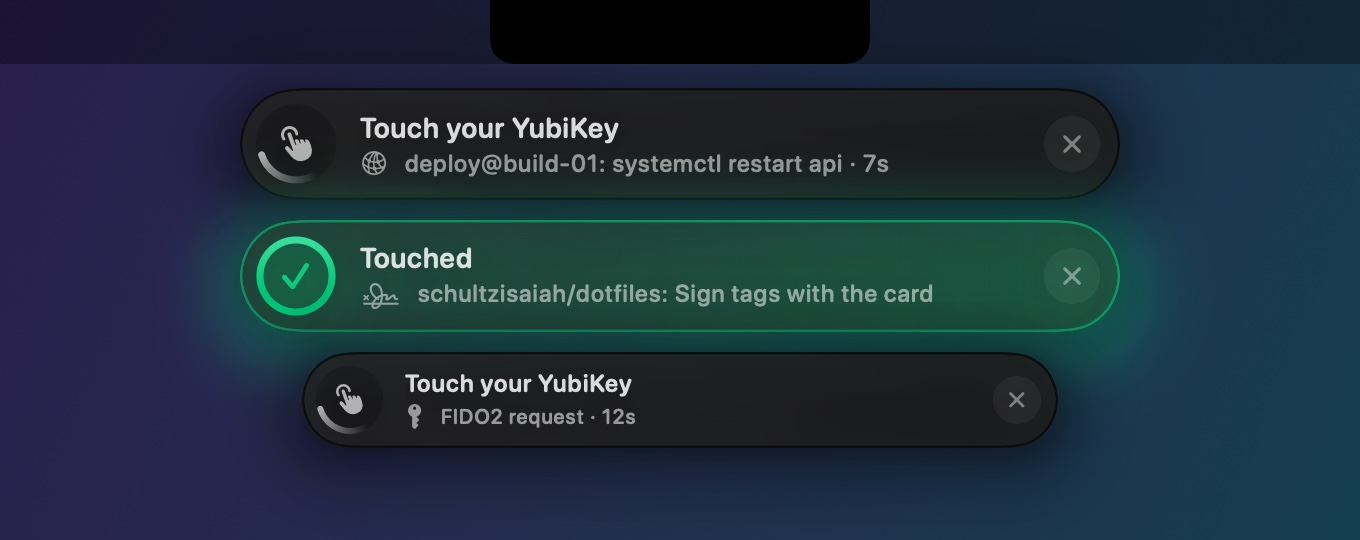 Touch your YubiKey
deploy@build-01: systemctl restart api · 7s
Touched
schultzisaiah/dotfiles: Sign tags with the card
Touch your YubiKey
FIDO2 request · 12s